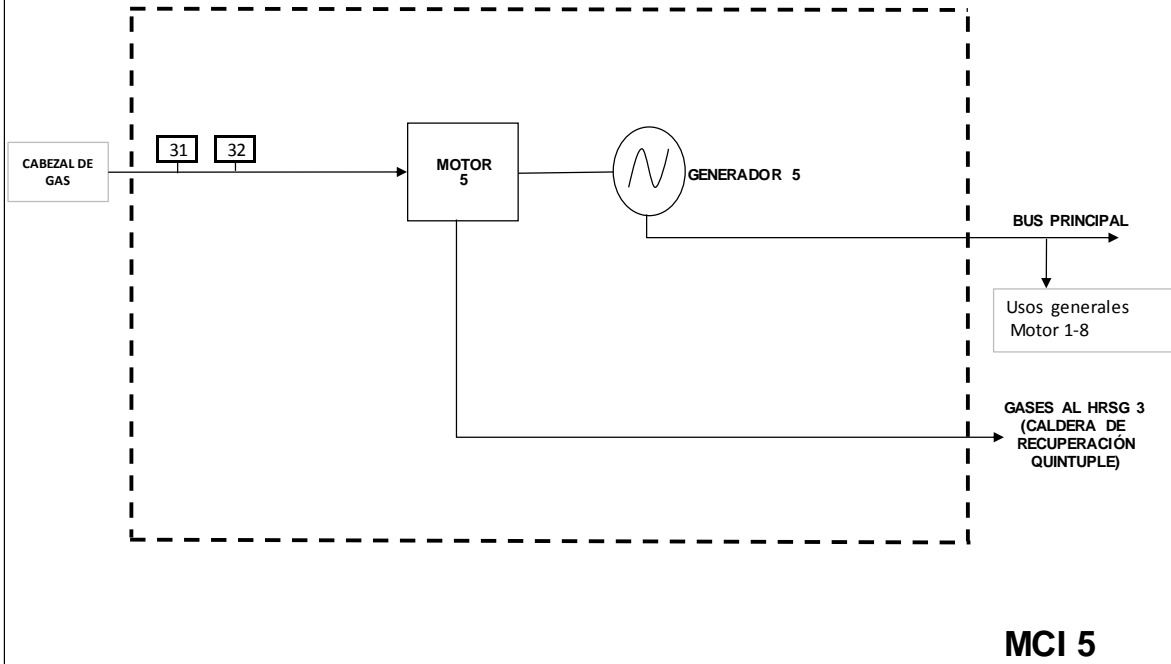 31
32
CABEZAL DE
GAS
MOTOR
5
GENERADOR 5
BUS PRINCIPAL
Usos generales
Motor 1-8
GASES AL HRSG 3
(CALDERA DE
RECUPERACIÓN
QUINTUPLE)
MCI 5